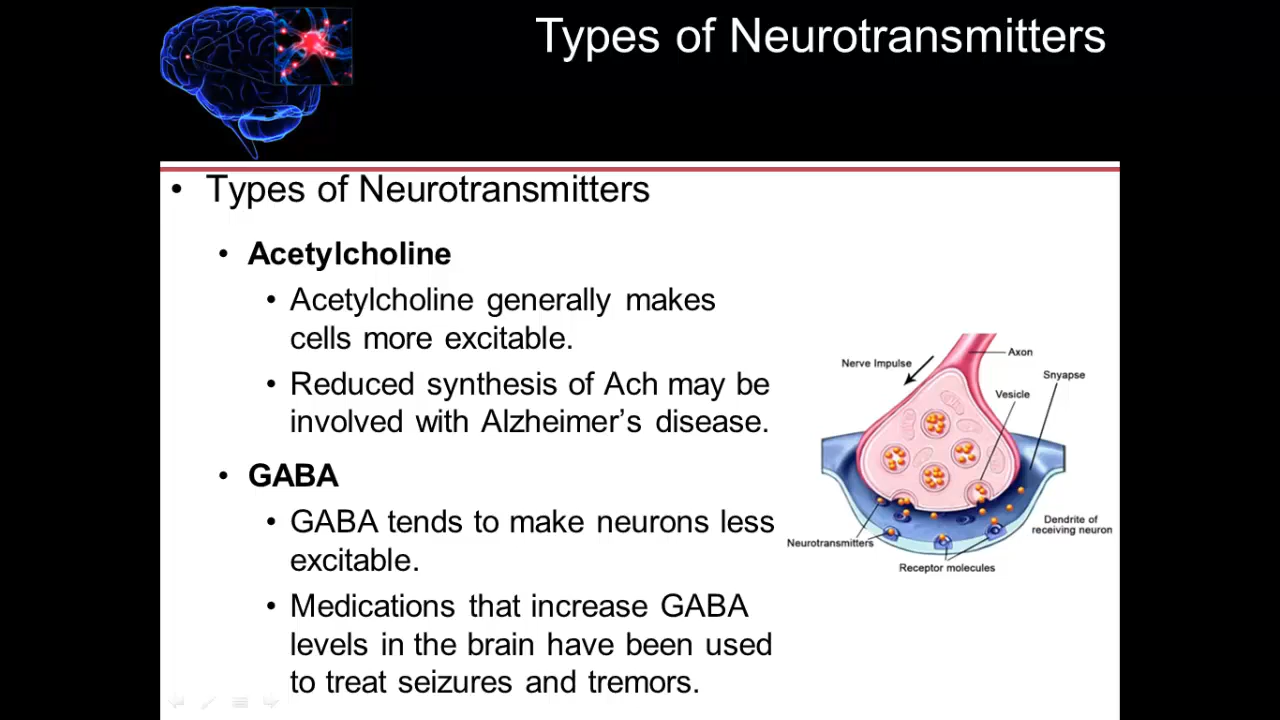 Types of Neurotransmitters
• Types of Neurotransmitters
• Acetylcholine
• Acetylcholine generally makes
cells more excitable.
• Reduced synthesis of Ach may be
involved with Alzheimer’s disease.
• GABA
• GABA tends to make neurons less
excitable.
• Medications that increase GABA
levels in the brain have been used
to treat seizures and tremors.
Axon
Nerve Impulse
Snyapse
Vesicle
Dendrite of
receiving neuron
Neurotransmitters
Receptor molecules